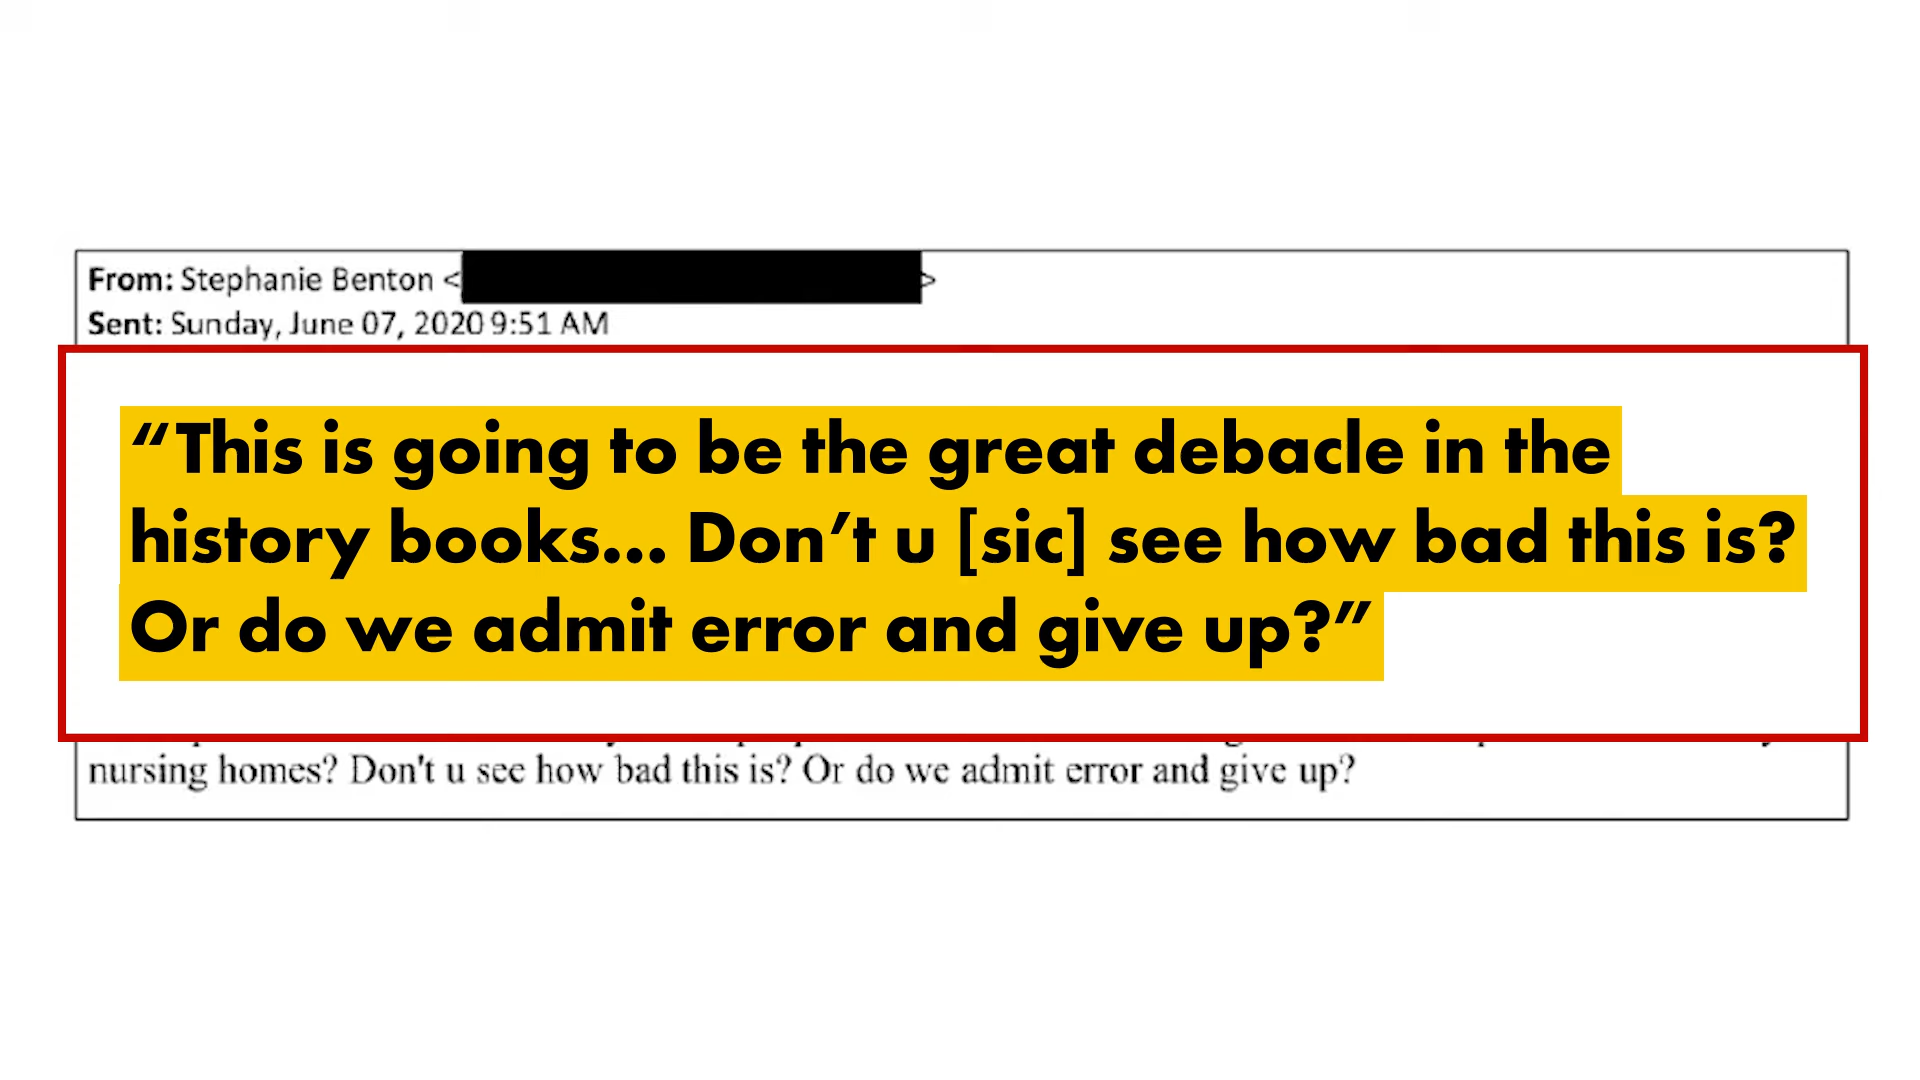 From: Stephanie Benton < >
Sent: Sunday, June 07, 2020 9:51 AM
“This is going to be the great debacle in the
history books... Don’t u [sic] see how bad this is?
Or do we admit error and give up?”
nursing homes? Don't u see how bad this is? Or do we admit error and give up?